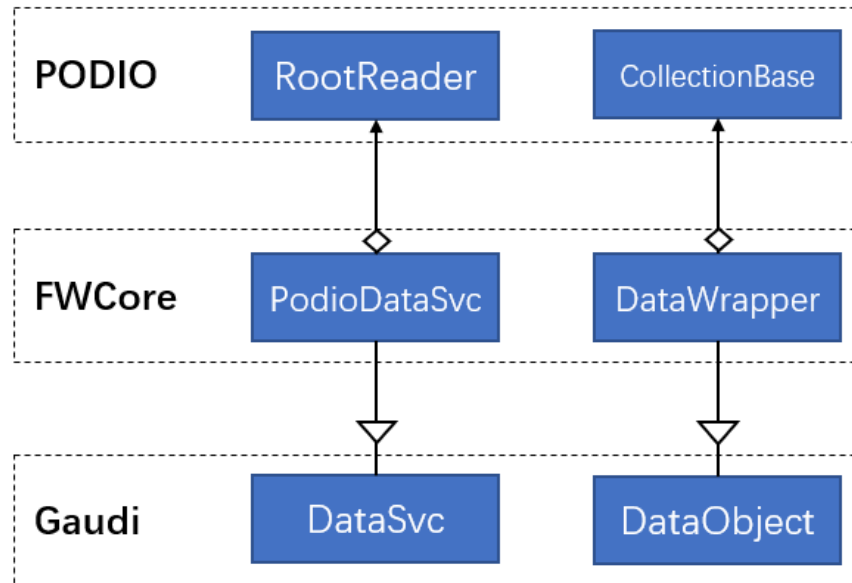 PODIO
RootReader
CollectionBase
FWCore
PodioDataSvc
DataWrapper
Gaudi
DataSvc
DataObject